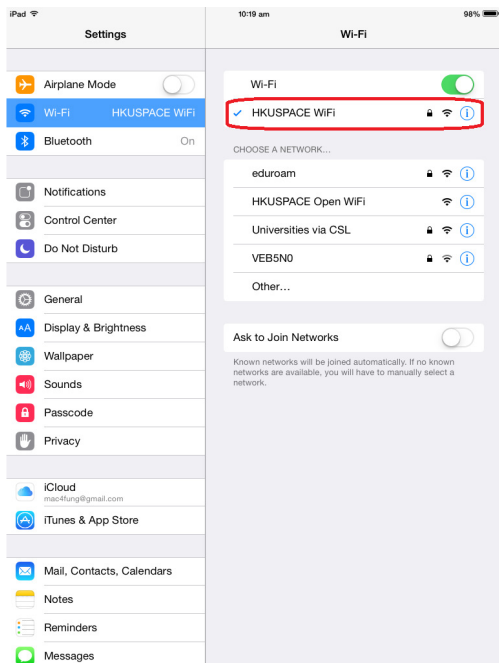 iPad
10:19 am
98%
Settings
Wi-Fi
Airplane Mode
Wi-Fi HKUSPACE WiFi
Bluetooth On
Notifications
Control Center
Do Not Disturb
General
Display & Brightness
Wallpaper
Sounds
Passcode
Privacy
iCloud
mac4fung@gmail.com
iTunes & App Store
Mail, Contacts, Calendars
Notes
Reminders
Messages
Wi-Fi
HKUSPACE WiFi
CHOOSE A NETWORK...
eduroam
HKUSPACE Open WiFi
Universities via CSL
VEB5N0
Other...
Ask to Join Networks
Known networks will be joined automatically. If no known
networks are available, you will have to manually select a
network.